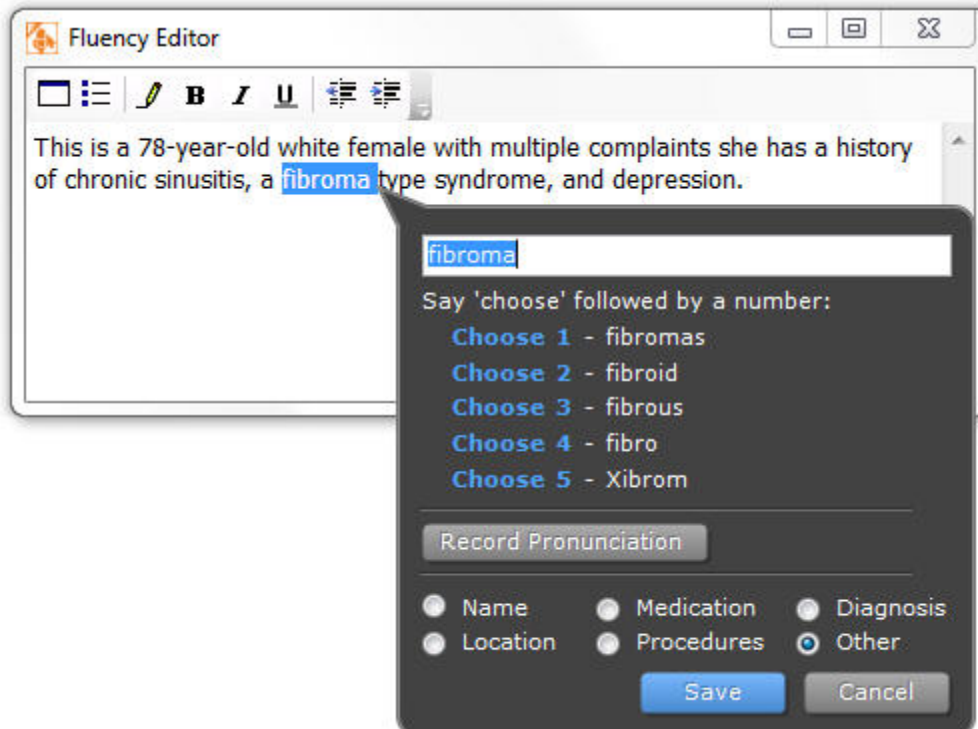 Fluency Editor
B I U
This is a 78-year-old white female with multiple complaints she has a history
of chronic sinusitis, a fibroma type syndrome, and depression.
fibroma
Say 'choose' followed by a number:
Choose 1 - fibromas
Choose 2 - fibroid
Choose 3 - fibrous
Choose 4 - fibro
Choose 5 - Xibrom
Record Pronunciation
Name Medication Diagnosis
Location Procedures Other
Save Cancel